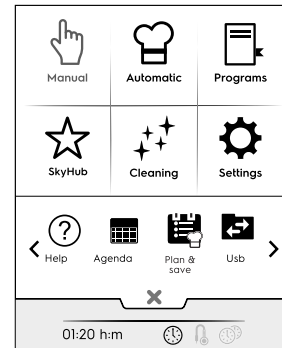 Manual Automatic Programs
SkyHub Cleaning Settings
Help Agenda Plan & save Usb
01:20 h:m